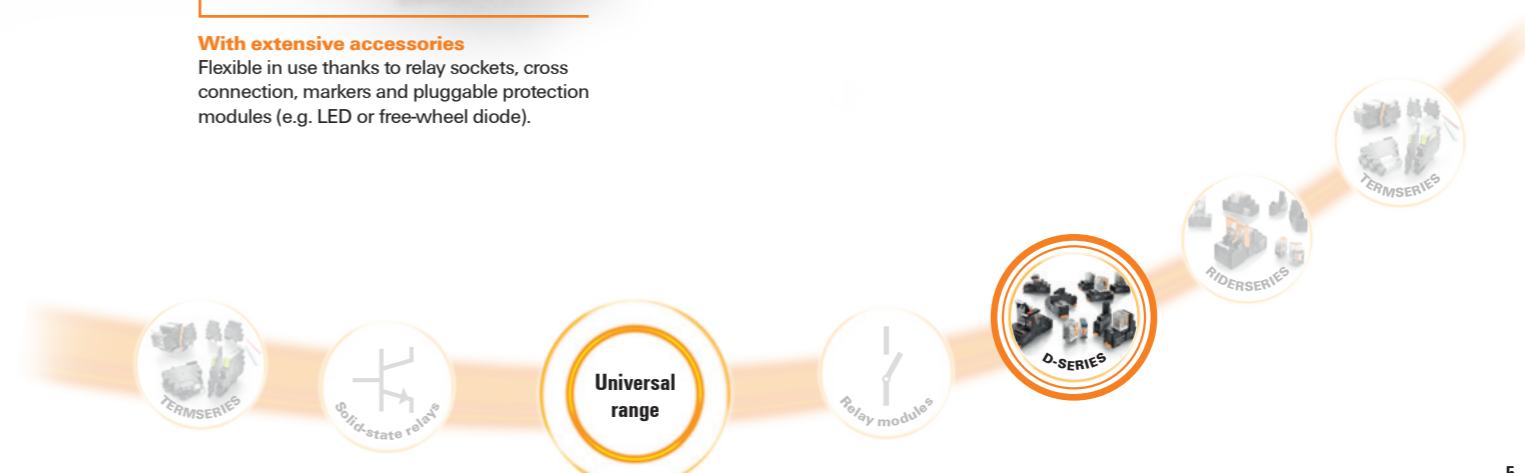 With extensive accessories
Flexible in use thanks to relay sockets, cross
connection, markers and pluggable protection
modules (e.g. LED or free-wheel diode).
TERMSERIES
RIDERSERIES
D-SERIES
Universal
range
Relay modules
Solid-state relays
TERMSERIES
5